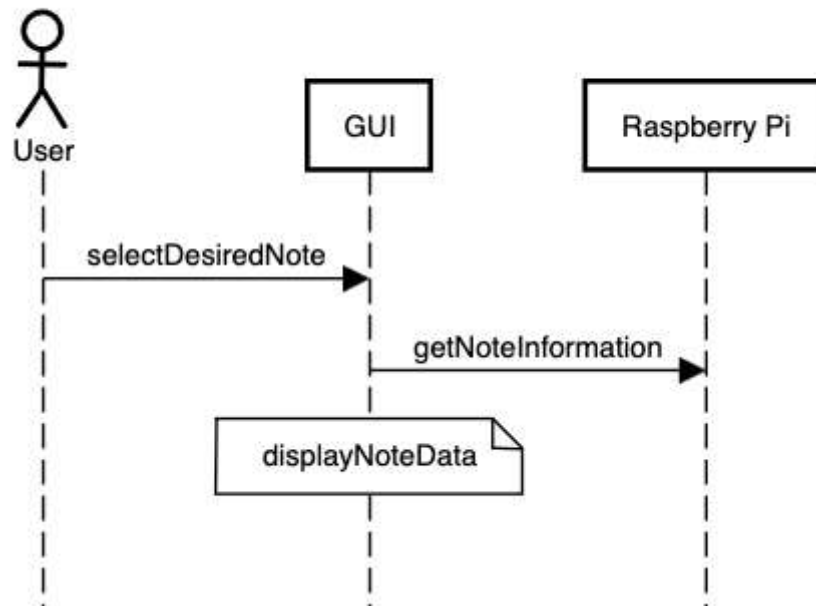 User
GUI
Raspberry Pi
selectDesiredNote
getNoteInformation
displayNoteData